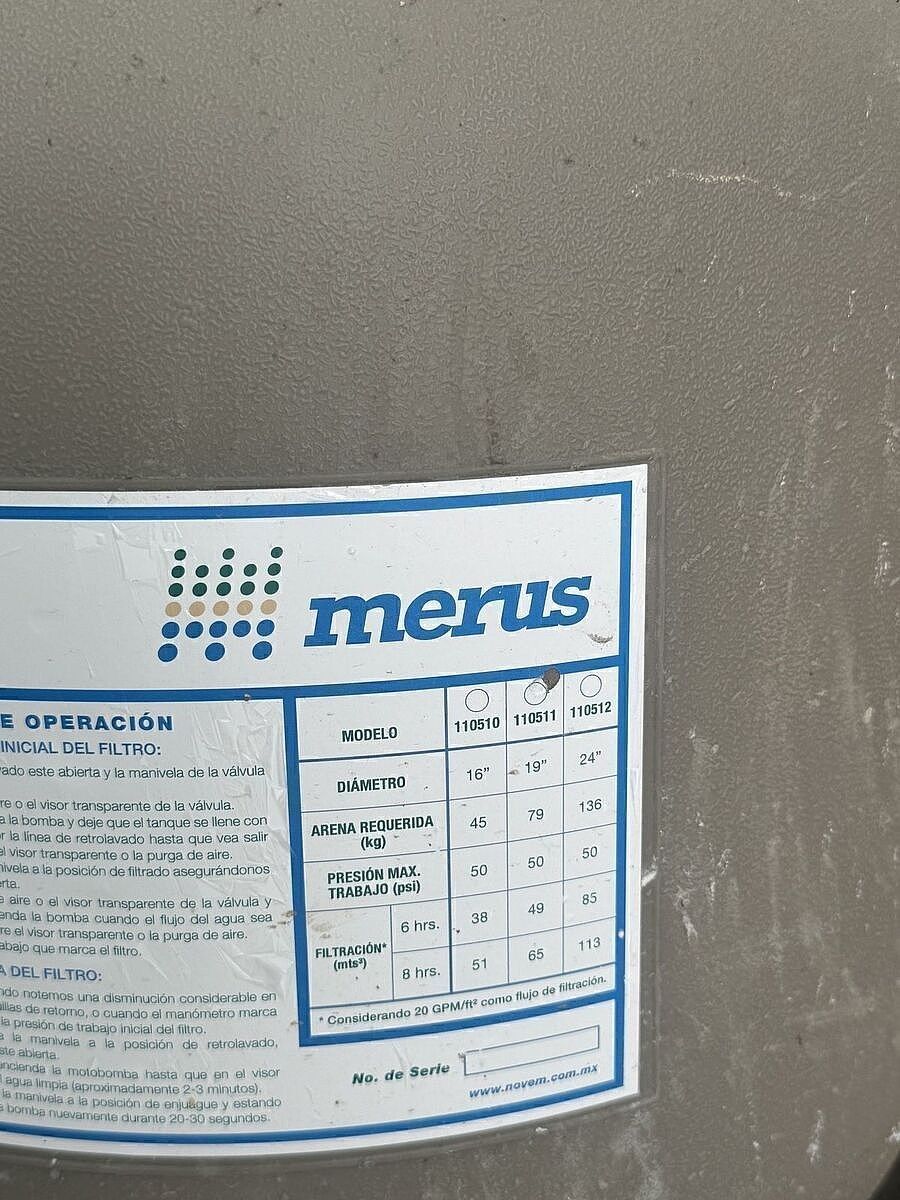 merus
E OPERACIÓN
INICIAL DEL FILTRO:
vado este abierta y la manivela de la válvula
re o el visor transparente de la válvula.
a la bomba y deje que el tanque se llene con
r la línea de retrolavado hasta que vea salir
el visor transparente o la purga de aire.
nivela a la posición de filtrado asegurándonos
erta.
e aire o el visor transparente de la válvula y
enda la bomba cuando el flujo del agua sea
re el visor transparente o la purga de aire.
abajo que marca el filtro.
A DEL FILTRO:
ndo notemos una disminución considerable en
uillas de retorno, o cuando el manómetro marca
la presión de trabajo inicial del filtro.
e la manivela a la posición de retrolavado,
ste abierta.
ncienda la motobomba hasta que en el visor
l agua limpia (aproximadamente 2-3 minutos).
la manivela a la posición de enjuague y estando
a bomba nuevamente durante 20-30 segundos.
MODELO 110510 110511 110512
DIÁMETRO 16” 19” 24”
ARENA REQUERIDA (kg) 45 79 136
PRESIÓN MAX. TRABAJO (psi) 50 50 50
FILTRACIÓN* (mts³) 6 hrs. 38 49 85
8 hrs. 51 65 113
* Considerando 20 GPM/ft² como flujo de filtración.
No. de Serie
www.novem.com.mx